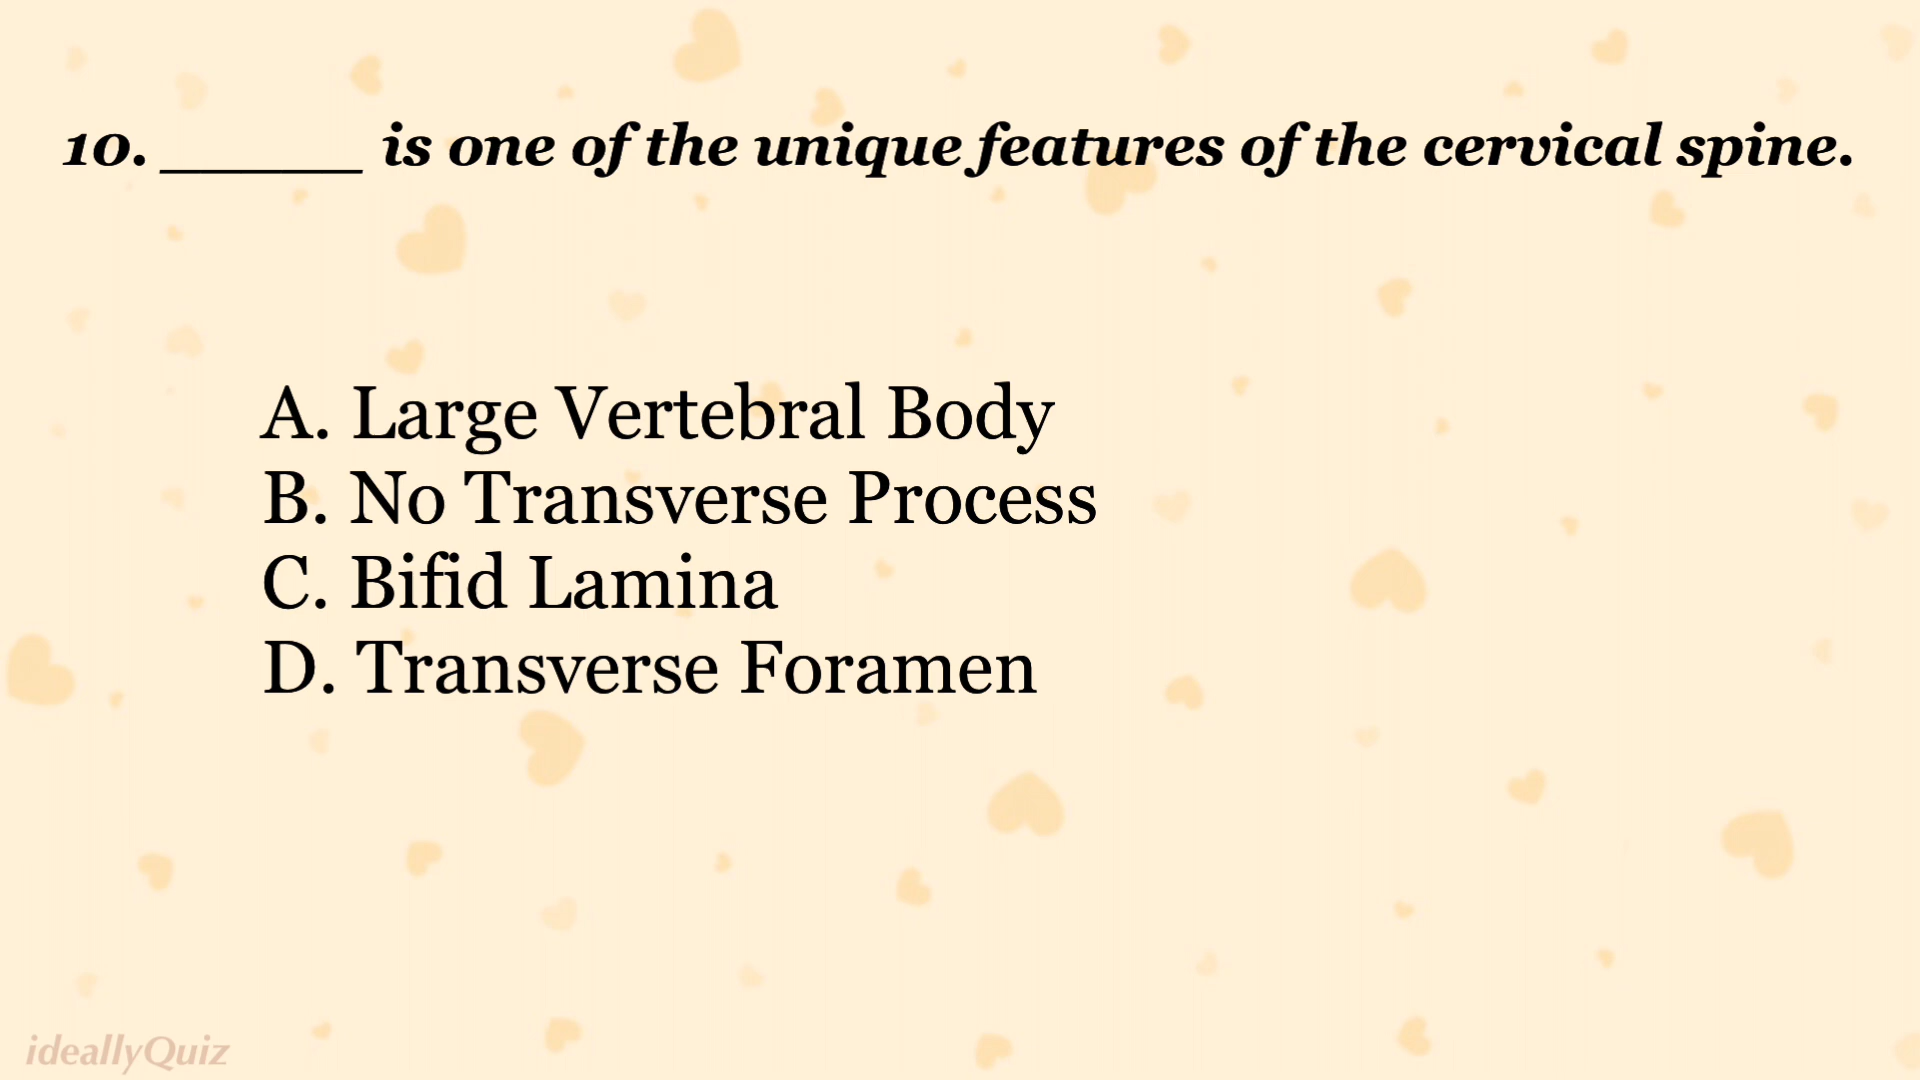 10. _____ is one of the unique features of the cervical spine.
A. Large Vertebral Body
B. No Transverse Process
C. Bifid Lamina
D. Transverse Foramen
ideallyQuiz